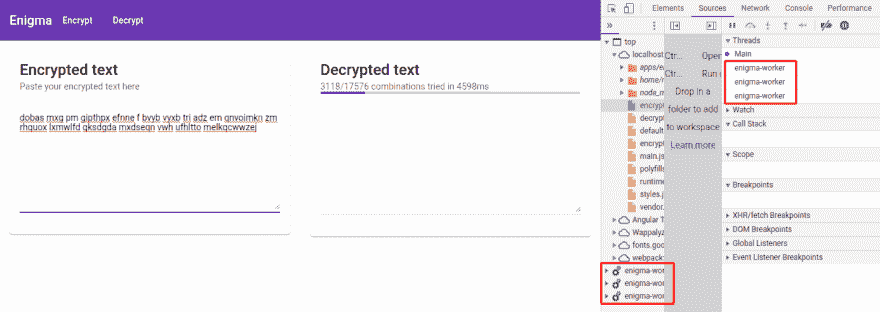 Enigma Encrypt Decrypt
Encrypted text
Paste your encrypted text here
dobas mxg pm gipthpx efnne f bvyb vyxb trj adz em qnvoimkn zm
rhquox lxmwlfd qksdgda mxdseqn vwh ufhltto melkqcwwzej
Decrypted text
3118/17576 combinations tried in 4598ms
Elements Sources Network Console Performance
top
localhost
apps/e
home/r
node_m
encrypt
decrypt
default
encrypt
main.js
polyfills
runtime
styles.j
vendor.
Angular T
Wappalyz
fonts.goo
webpack
enigma-wor
enigma-wor
enigma-wor
Ctr... Open
Ctr... Run
Drop in a
folder to add
to workspace
Learn more
Threads
Main
enigma-worker
enigma-worker
enigma-worker
Watch
Call Stack
Scope
Breakpoints
XHR/fetch Breakpoints
DOM Breakpoints
Global Listeners
Event Listener Breakpoints